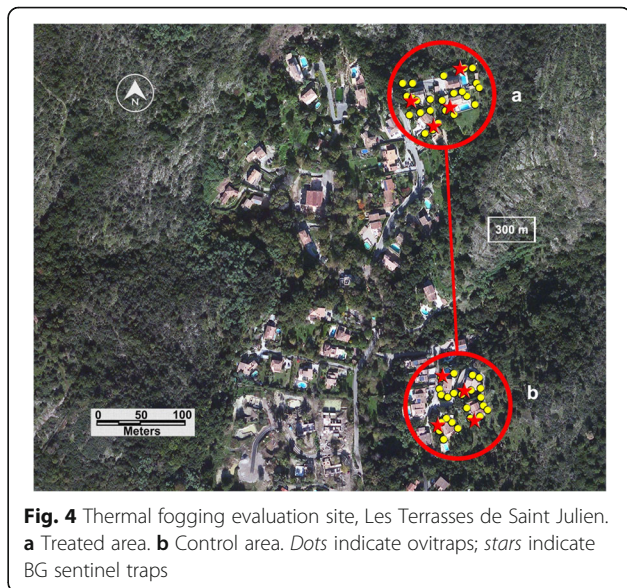 N
a
300 m
b
0 50 100
Meters
Fig. 4 Thermal fogging evaluation site, Les Terrasses de Saint Julien.
a Treated area. b Control area. Dots indicate ovitraps; stars indicate
BG sentinel traps